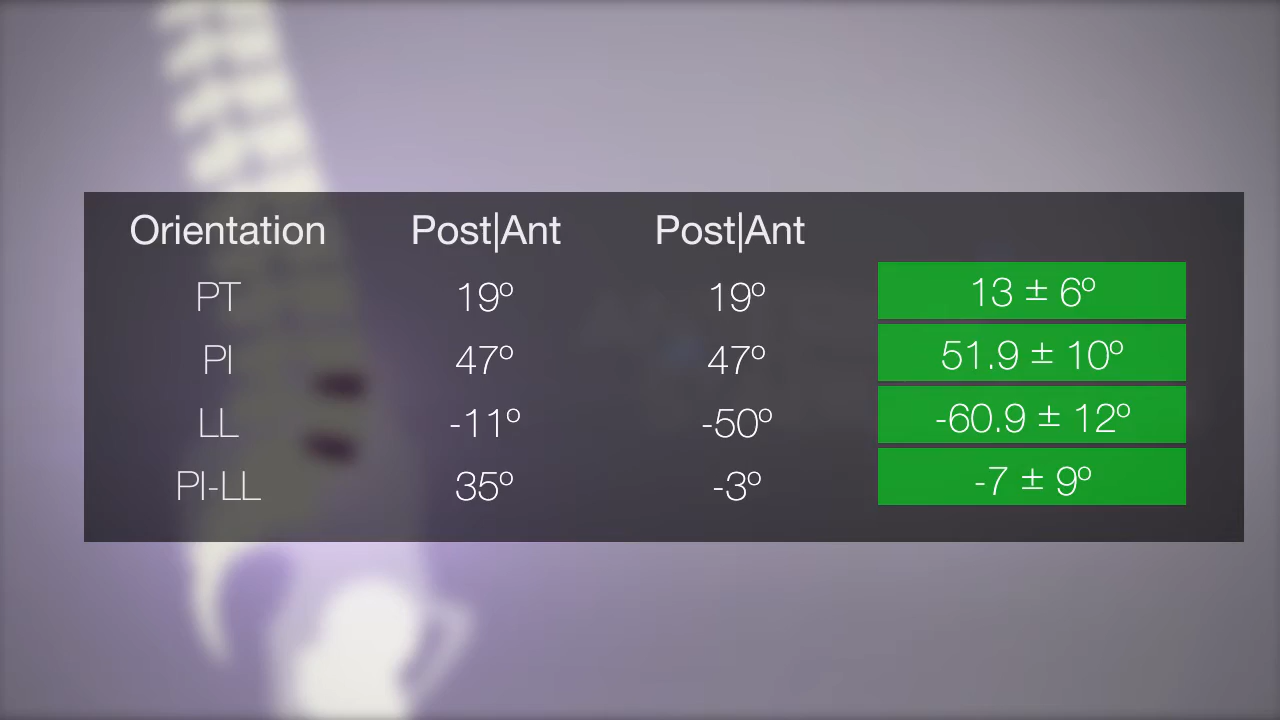 Orientation Post|Ant Post|Ant
PT 19º 19º 13 ± 6º
PI 47º 47º 51.9 ± 10º
LL -11º -50º -60.9 ± 12º
PI-LL 35º -3º -7 ± 9º